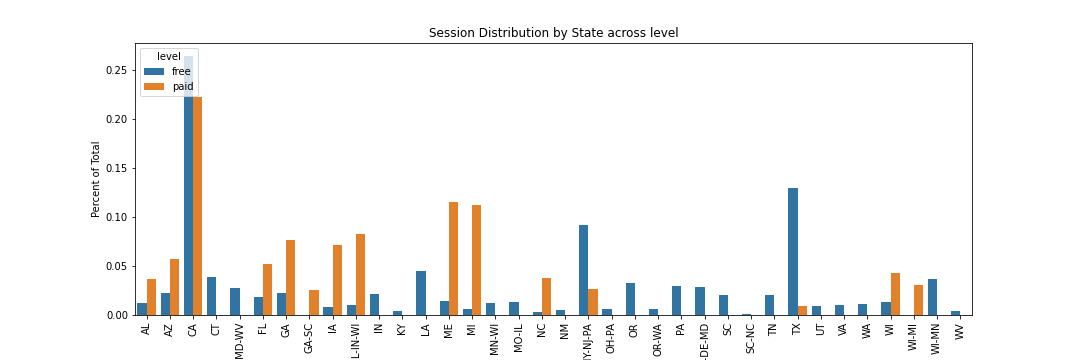 Session Distribution by State across level
level
free
paid
Percent of Total
0.25
0.20
0.15
0.10
0.05
0.00
AL
AZ
CA
CT
MD-WV
FL
GA
GA-SC
IA
L-IN-WI
IN
KY
LA
ME
MI
MN-WI
MO-IL
NC
NM
NY-NJ-PA
OH-PA
OR
OR-WA
PA
-DE-MD
SC
SC-NC
TN
TX
UT
VA
WA
WI
WI-MI
WI-MN
WV